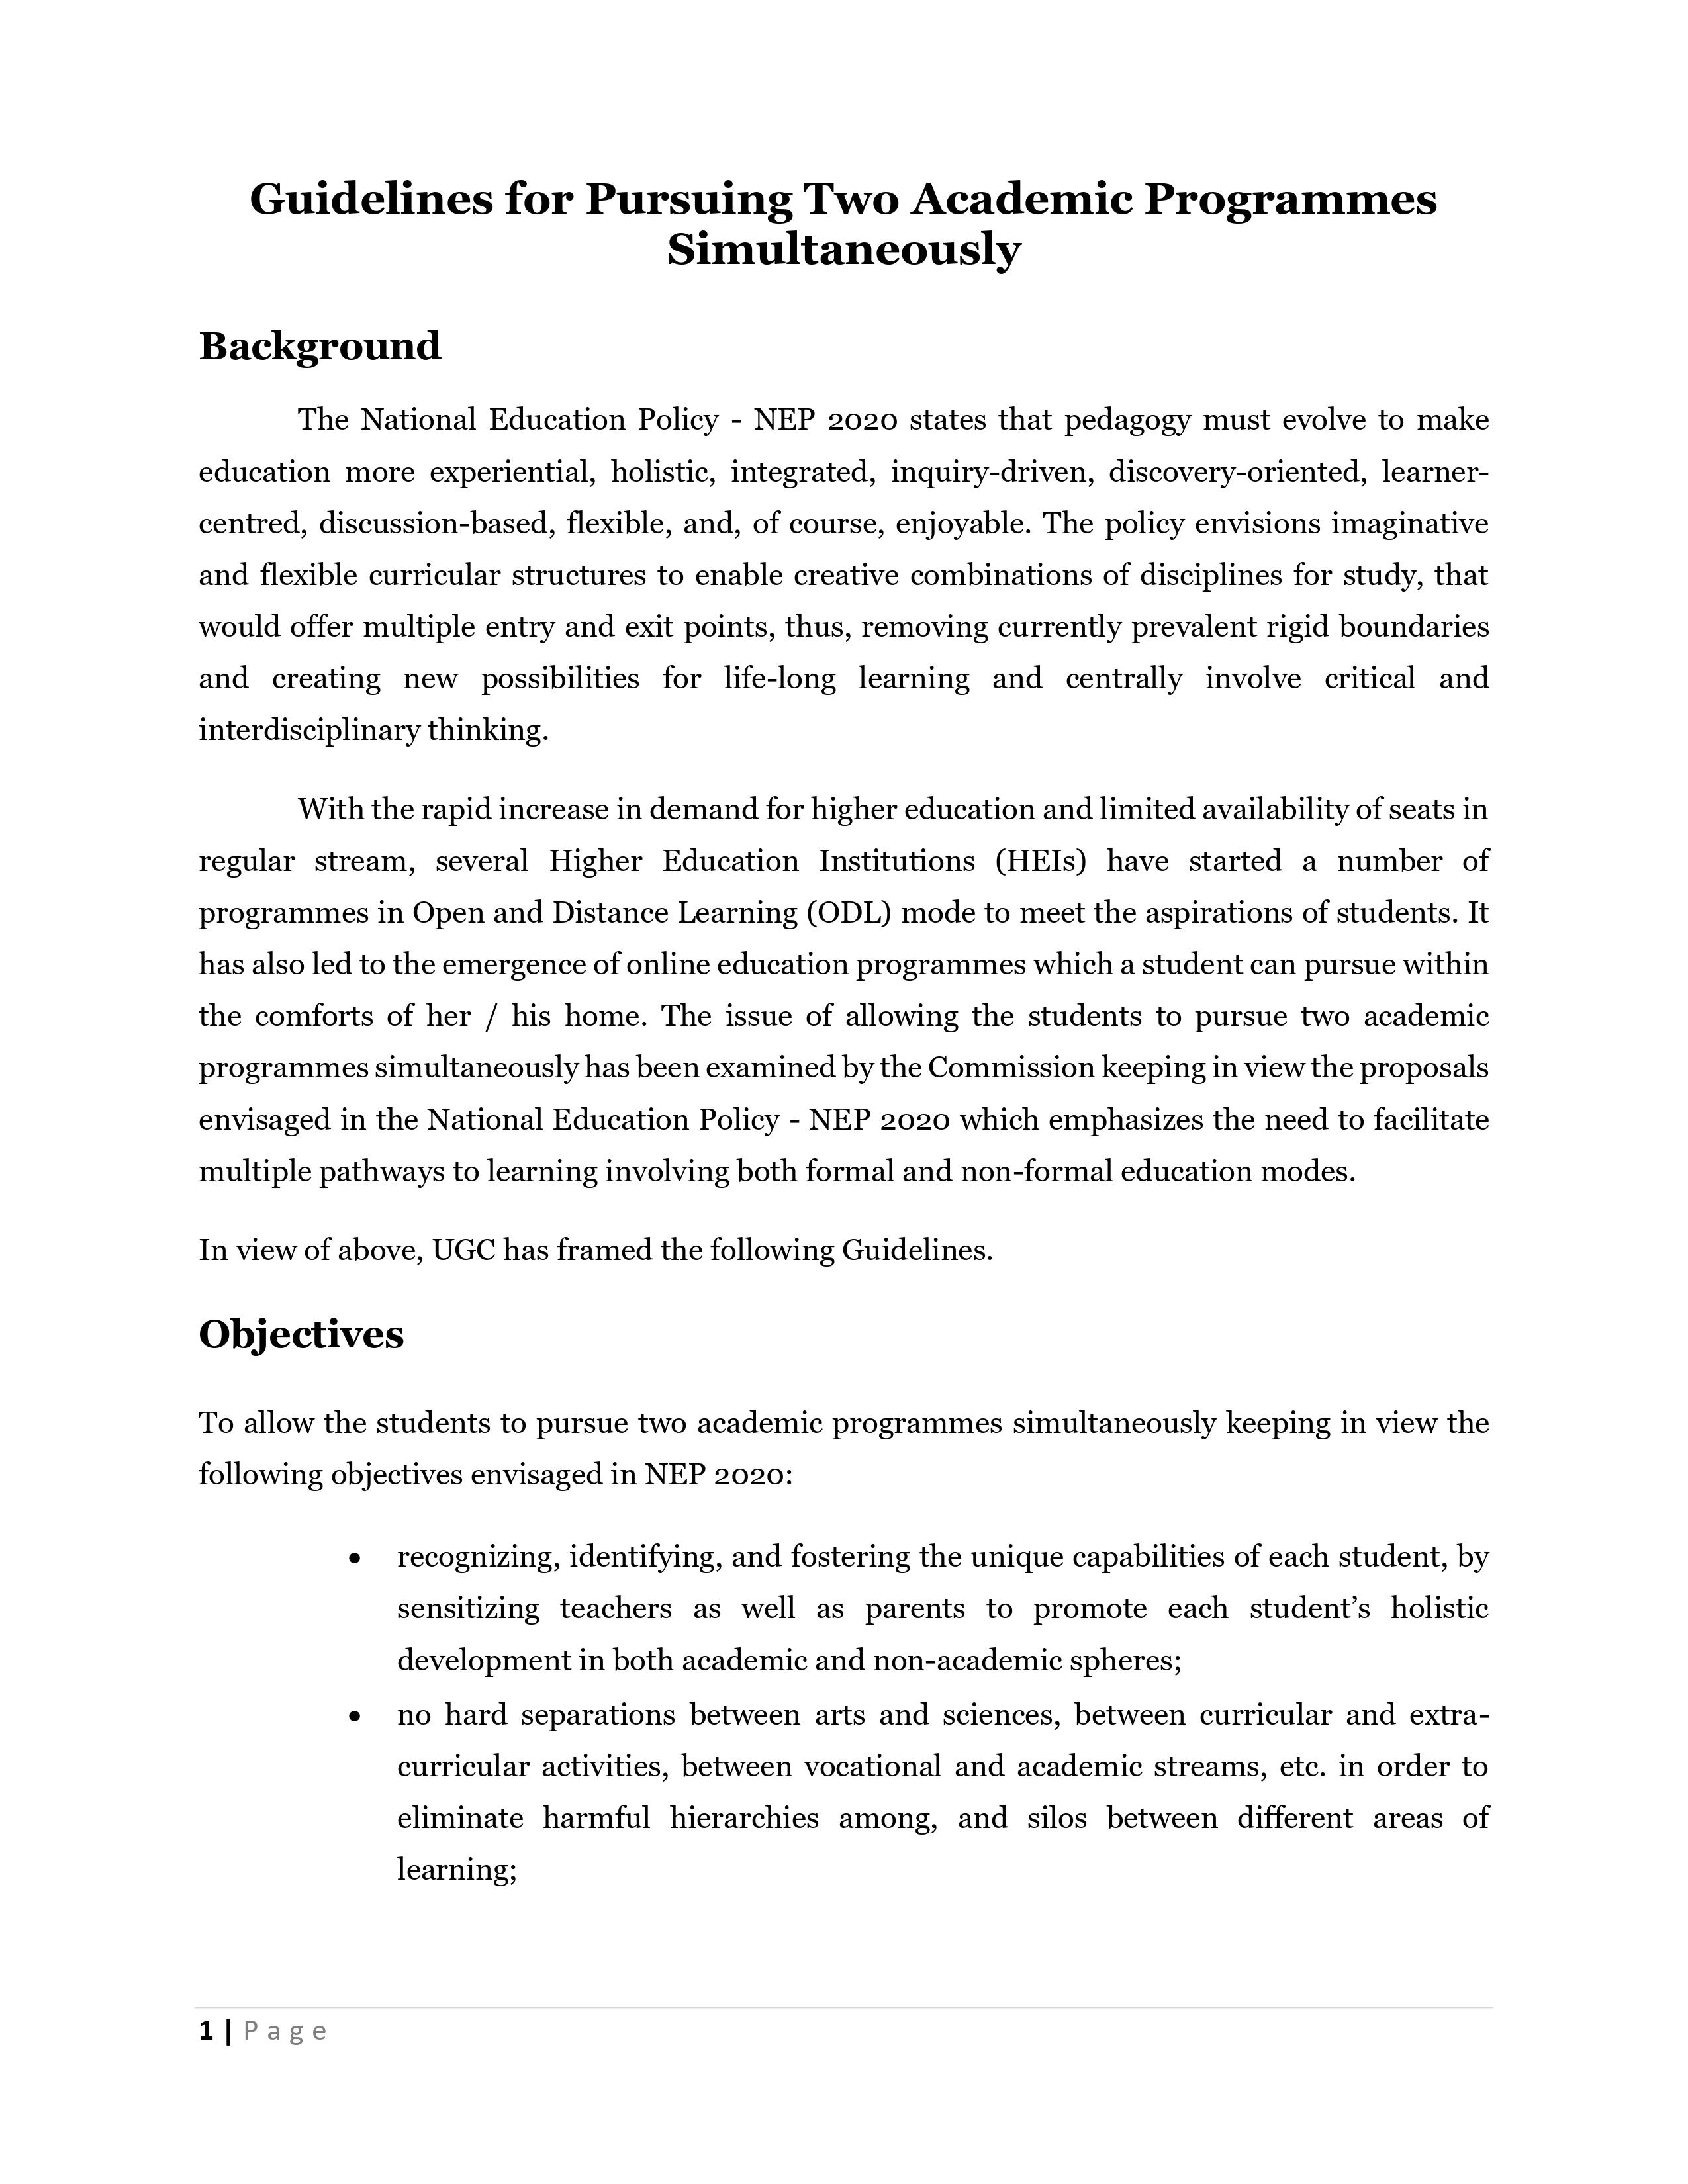 Guidelines for Pursuing Two Academic Programmes
Simultaneously
Background
The National Education Policy - NEP 2020 states that pedagogy must evolve to make
education more experiential, holistic, integrated, inquiry-driven, discovery-oriented, learner-
centred, discussion-based, flexible, and, of course, enjoyable. The policy envisions imaginative
and flexible curricular structures to enable creative combinations of disciplines for study, that
would offer multiple entry and exit points, thus, removing currently prevalent rigid boundaries
and creating new possibilities for life-long learning and centrally involve critical and
interdisciplinary thinking.
With the rapid increase in demand for higher education and limited availability of seats in
regular stream, several Higher Education Institutions (HEIs) have started a number of
programmes in Open and Distance Learning (ODL) mode to meet the aspirations of students. It
has also led to the emergence of online education programmes which a student can pursue within
the comforts of her / his home. The issue of allowing the students to pursue two academic
programmes simultaneously has been examined by the Commission keeping in view the proposals
envisaged in the National Education Policy - NEP 2020 which emphasizes the need to facilitate
multiple pathways to learning involving both formal and non-formal education modes.
In view of above, UGC has framed the following Guidelines.
Objectives
To allow the students to pursue two academic programmes simultaneously keeping in view the
following objectives envisaged in NEP 2020:
• recognizing, identifying, and fostering the unique capabilities of each student, by
sensitizing teachers as well as parents to promote each student’s holistic
development in both academic and non-academic spheres;
• no hard separations between arts and sciences, between curricular and extra-
curricular activities, between vocational and academic streams, etc. in order to
eliminate harmful hierarchies among, and silos between different areas of
learning;
1 | Page